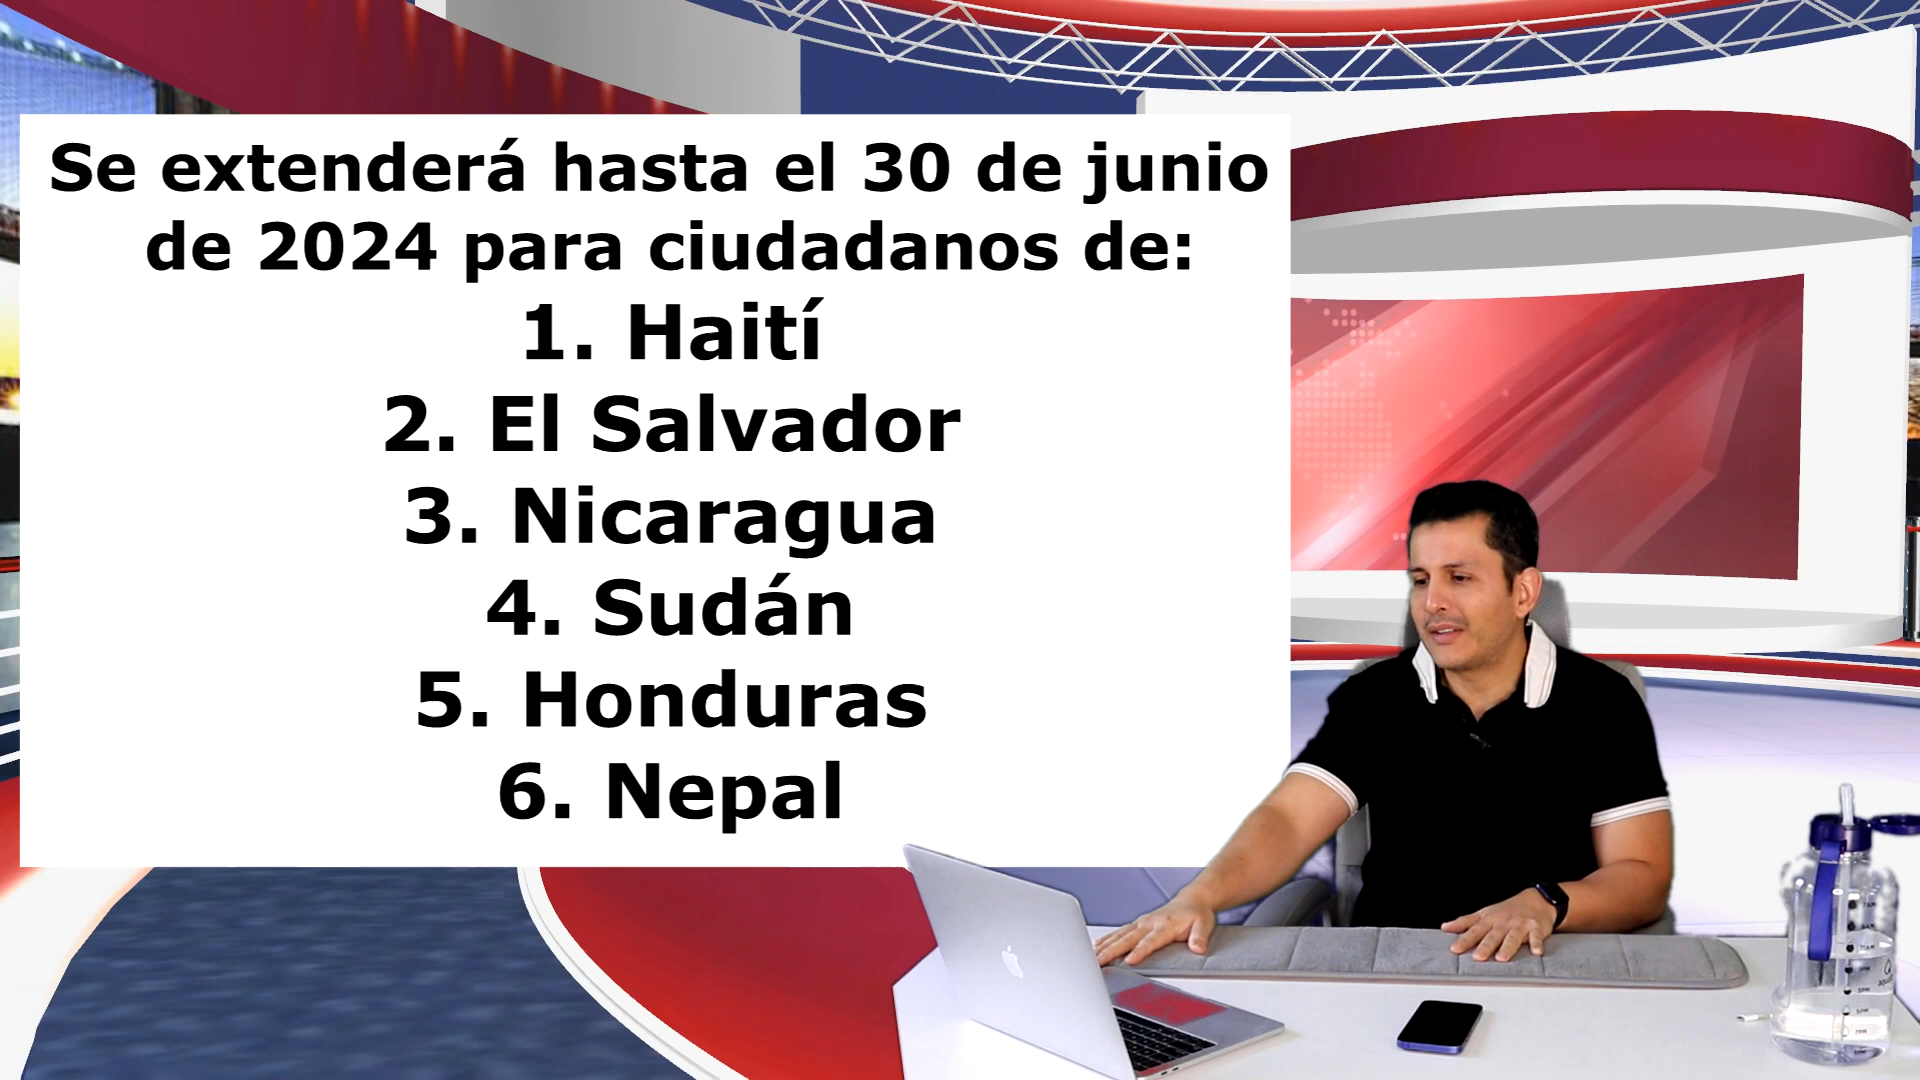 Se extenderá hasta el 30 de junio
de 2024 para ciudadanos de:
1. Haití
2. El Salvador
3. Nicaragua
4. Sudán
5. Honduras
6. Nepal